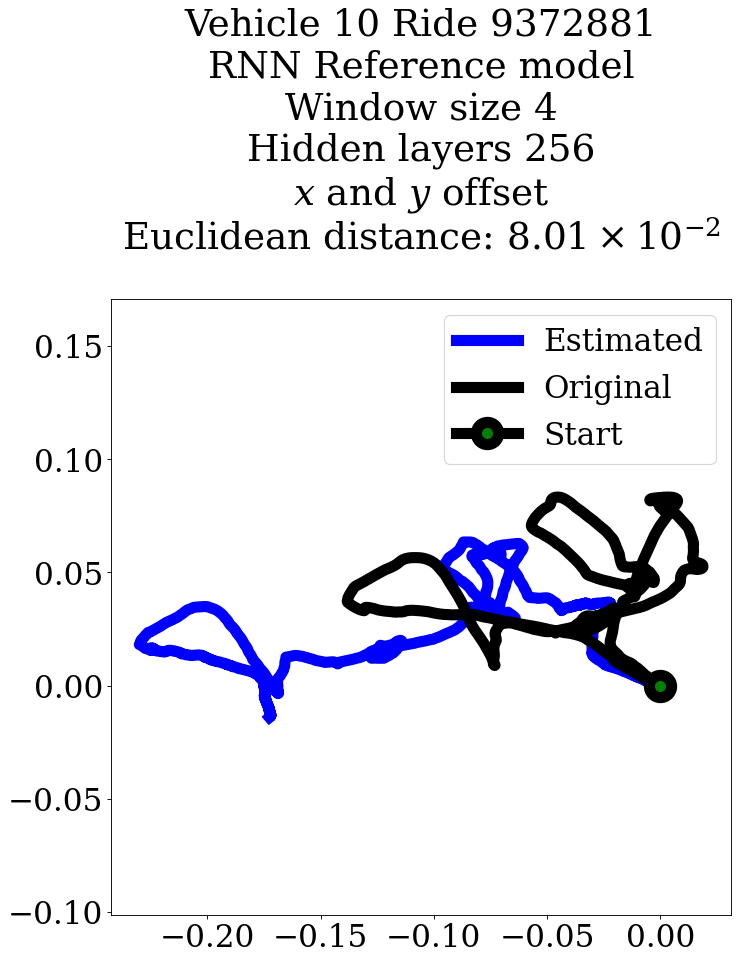 Vehicle 10 Ride 9372881
RNN Reference model
Window size 4
Hidden layers 256
x and y offset
Euclidean distance: 8.01 × 10⁻²
Estimated
Original
Start
0.15
0.10
0.05
0.00
−0.05
−0.10
−0.20 −0.15 −0.10 −0.05 0.00